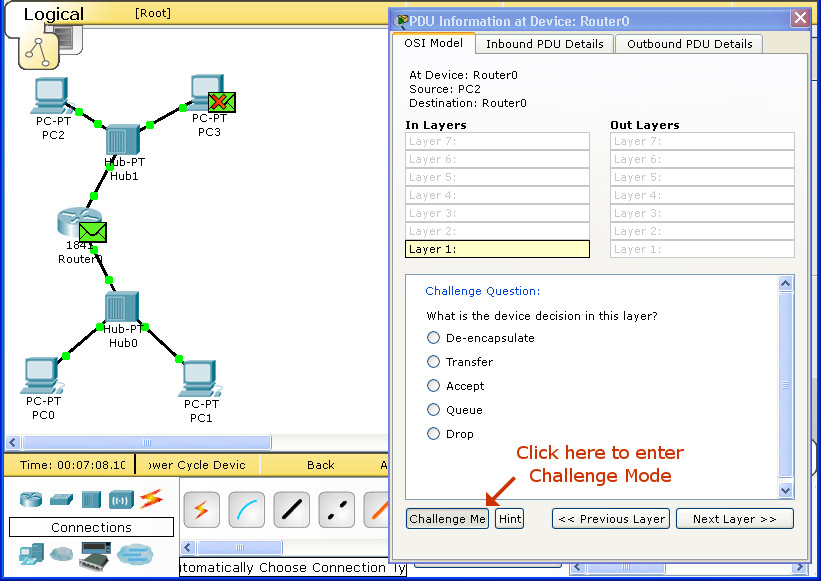 Logical
[Root]
PC-PT
PC2
PC-PT
PC3
Hub-PT
Hub1
1841
Router0
Hub-PT
Hub0
PC-PT
PC0
PC-PT
PC1
Time: 00:07:08.10
ower Cycle Devic
Back
A
Connections
utomatically Choose Connection Ty
PDU Information at Device: Router0
OSI Model
Inbound PDU Details
Outbound PDU Details
At Device: Router0
Source: PC2
Destination: Router0
In Layers
Out Layers
Layer 7:
Layer 7:
Layer 6:
Layer 6:
Layer 5:
Layer 5:
Layer 4:
Layer 4:
Layer 3:
Layer 3:
Layer 2:
Layer 2:
Layer 1:
Layer 1:
Challenge Question:
What is the device decision in this layer?
De-encapsulate
Transfer
Accept
Queue
Drop
Click here to enter
Challenge Mode
Challenge Me
Hint
<< Previous Layer
Next Layer >>